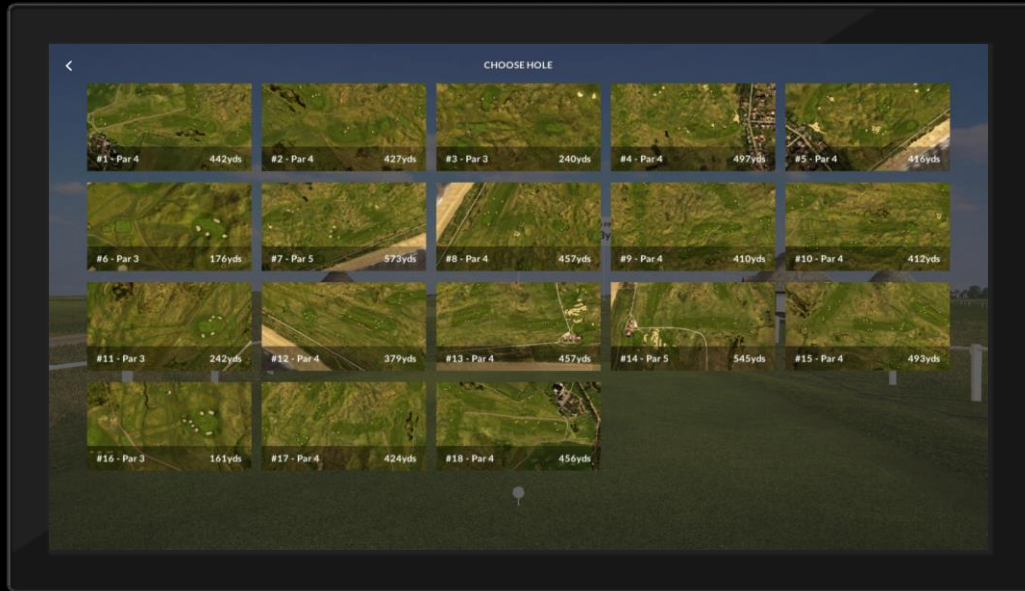 CHOOSE HOLE
#1 - Par 4 442yds
#2 - Par 4 427yds
#3 - Par 3 240yds
#4 - Par 4 497yds
#5 - Par 4 416yds
#6 - Par 3 176yds
#7 - Par 5 573yds
#8 - Par 4 457yds
#9 - Par 4 410yds
#10 - Par 4 412yds
#11 - Par 3 242yds
#12 - Par 4 379yds
#13 - Par 4 457yds
#14 - Par 5 545yds
#15 - Par 4 493yds
#16 - Par 3 161yds
#17 - Par 4 424yds
#18 - Par 4 456yds